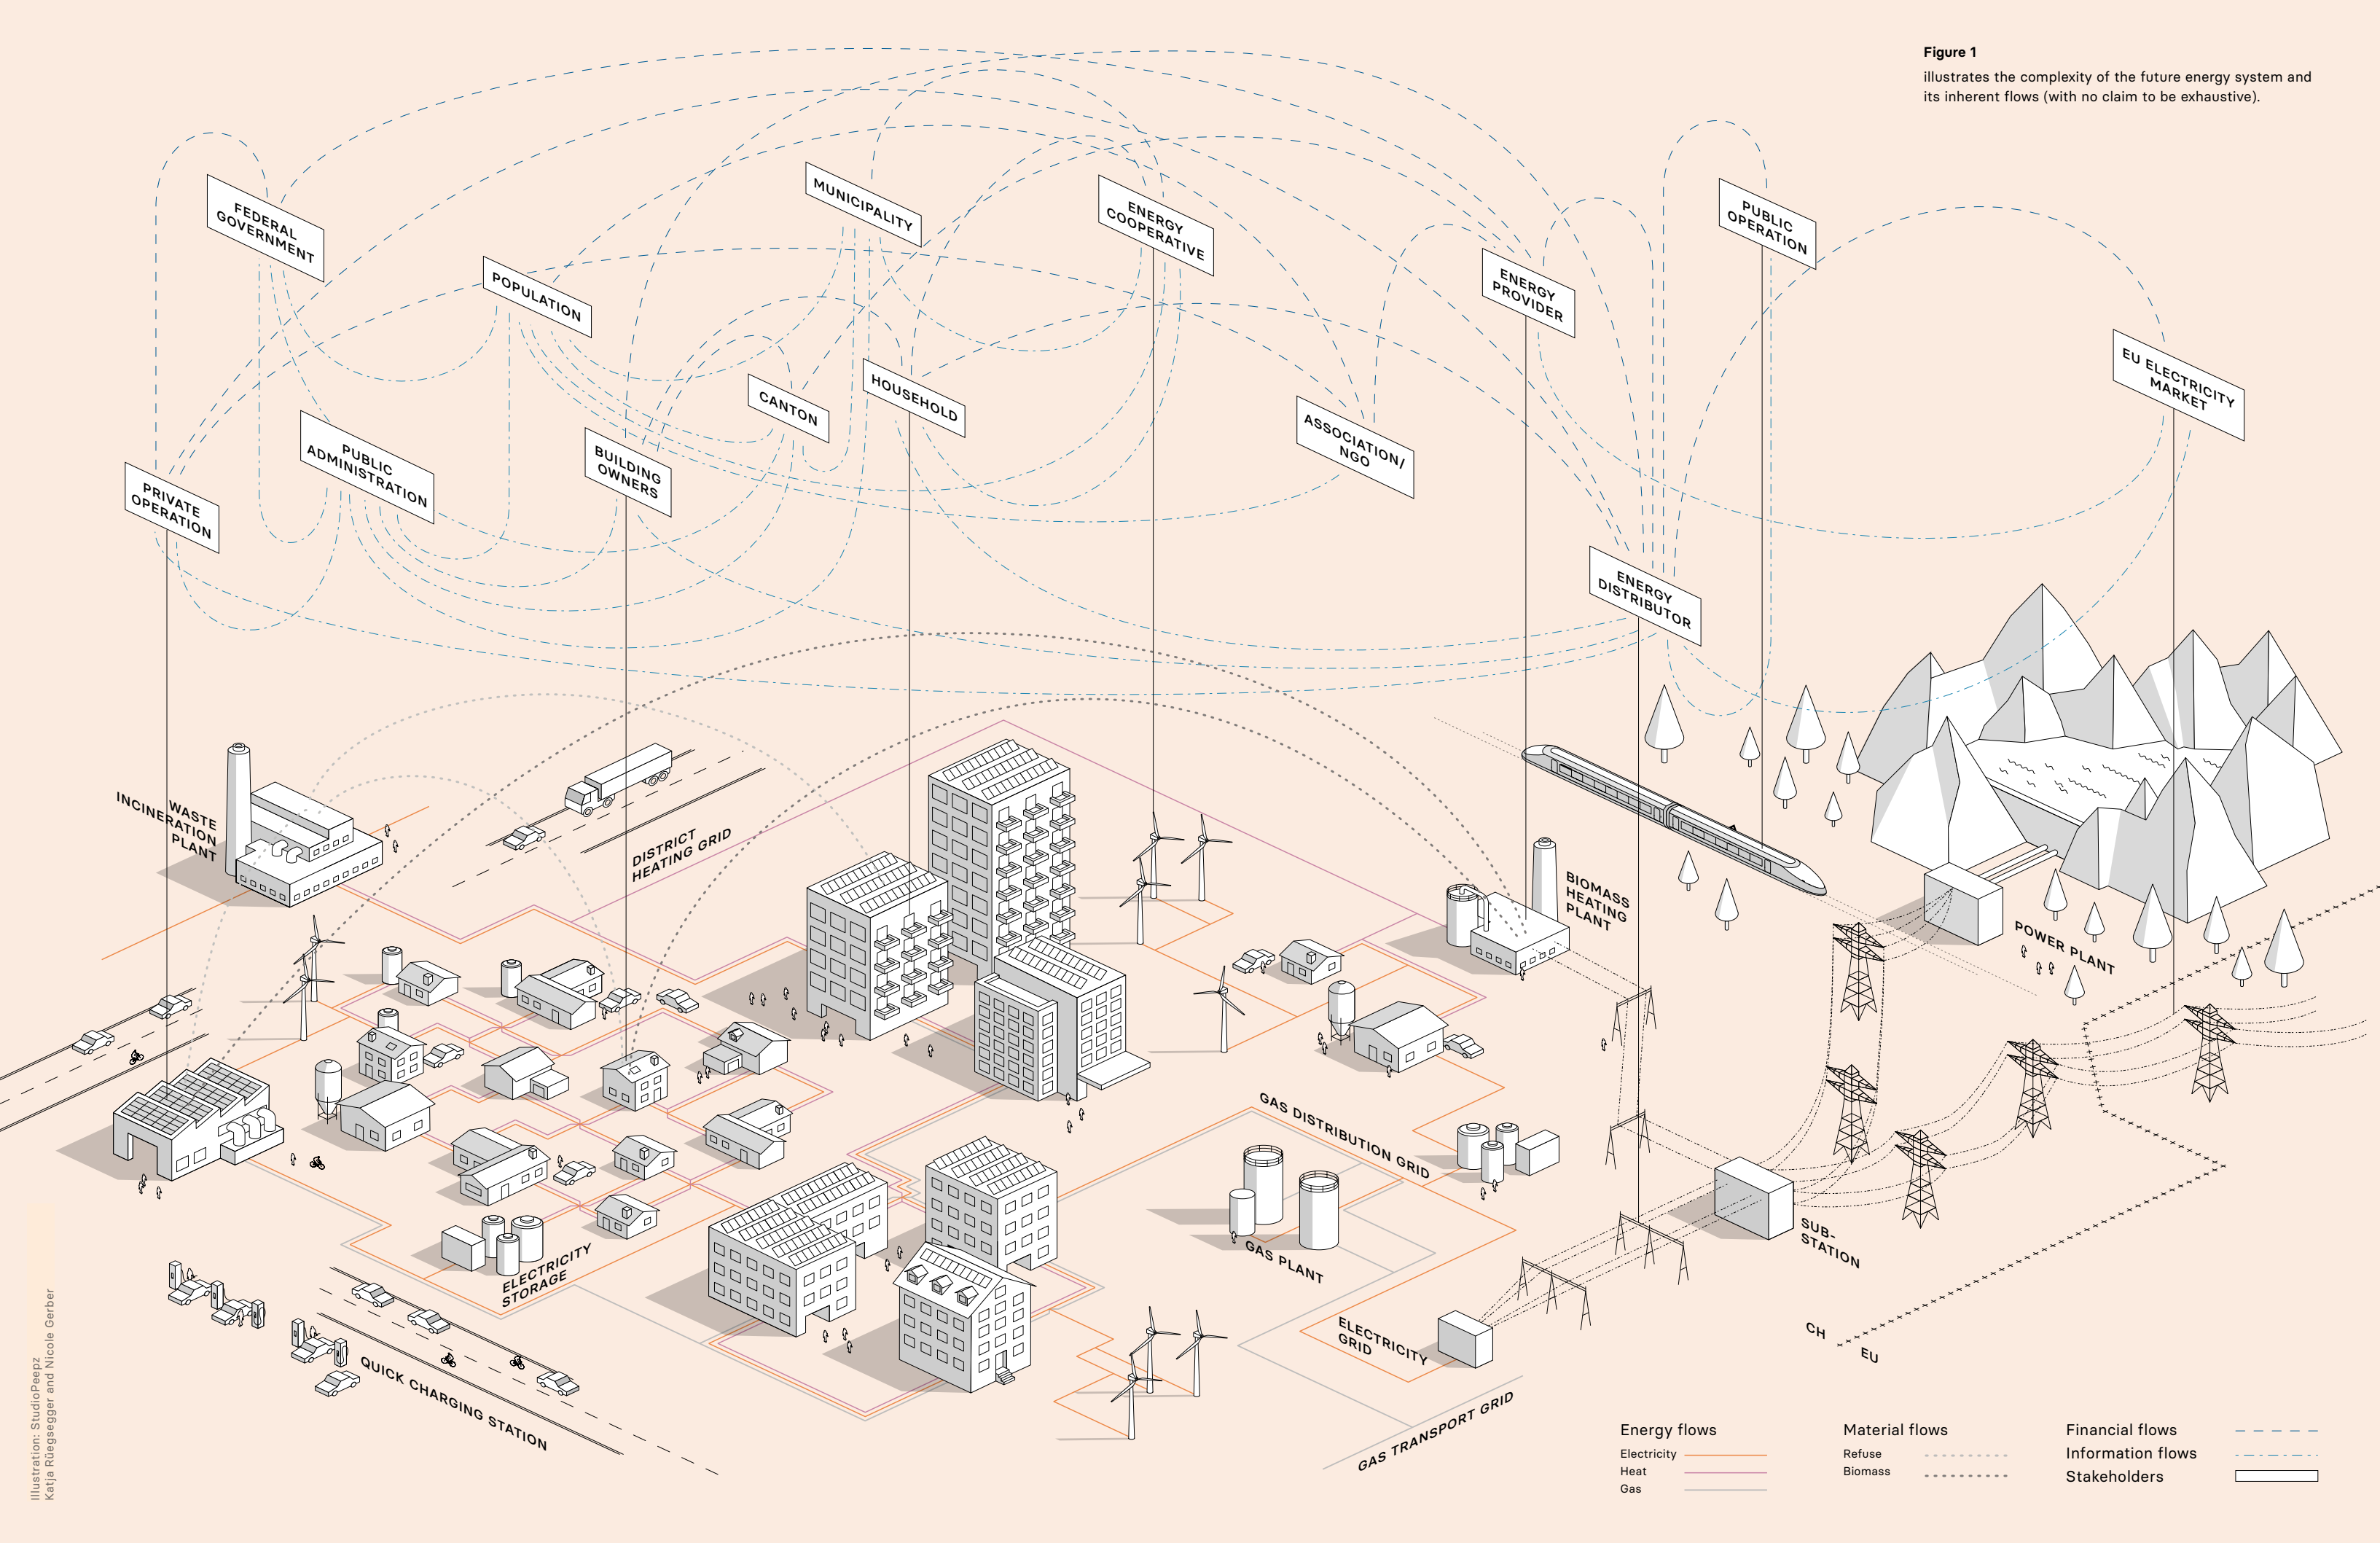 Figure 1
illustrates the complexity of the future energy system and
its inherent flows (with no claim to be exhaustive).
FEDERAL
GOVERNMENT
MUNICIPALITY
ENERGY
COOPERATIVE
PUBLIC
OPERATION
POPULATION
ENERGY
PROVIDER
EU ELECTRICITY
MARKET
CANTON
HOUSEHOLD
ASSOCIATION/
NGO
PUBLIC
ADMINISTRATION
BUILDING
OWNERS
PRIVATE
OPERATION
ENERGY
DISTRIBUTOR
WASTE
INCINERATION
PLANT
DISTRICT
HEATING GRID
BIOMASS
HEATING
PLANT
POWER PLANT
GAS DISTRIBUTION GRID
GAS PLANT
SUB-
STATION
ELECTRICITY
STORAGE
ELECTRICITY
GRID
CH
EU
QUICK CHARGING STATION
GAS TRANSPORT GRID
Energy flows
Electricity
Heat
Gas
Material flows
Refuse
Biomass
Financial flows
Information flows
Stakeholders
Illustration: StudioPeepz
Katja Rüegsegger and Nicole Gerber